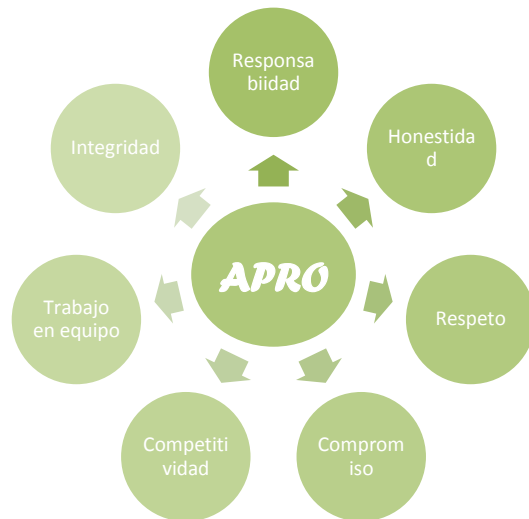 Responsa
biidad
Honestida
d
Respeto
Comprom
iso
Competiti
vidad
Trabajo
en equipo
Integridad
APRO